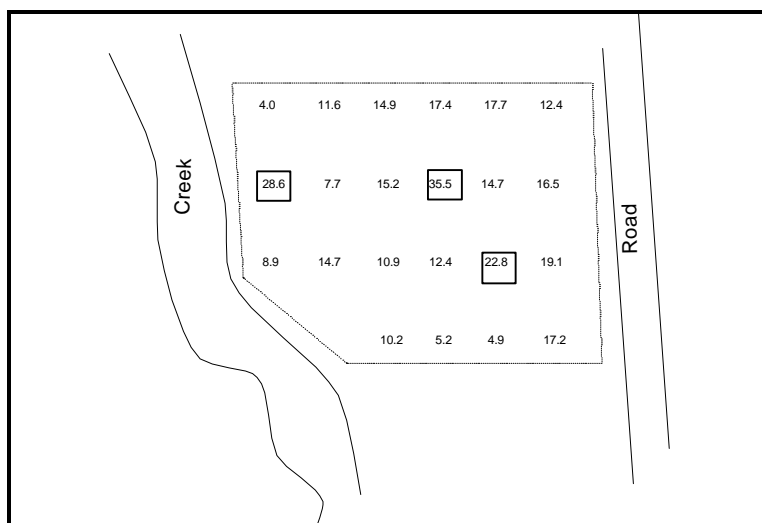 4.0 11.6 14.9 17.4 17.7 12.4
Creek
28.6 7.7 15.2 35.5 14.7 16.5
Road
8.9 14.7 10.9 12.4 22.8 19.1
10.2 5.2 4.9 17.2